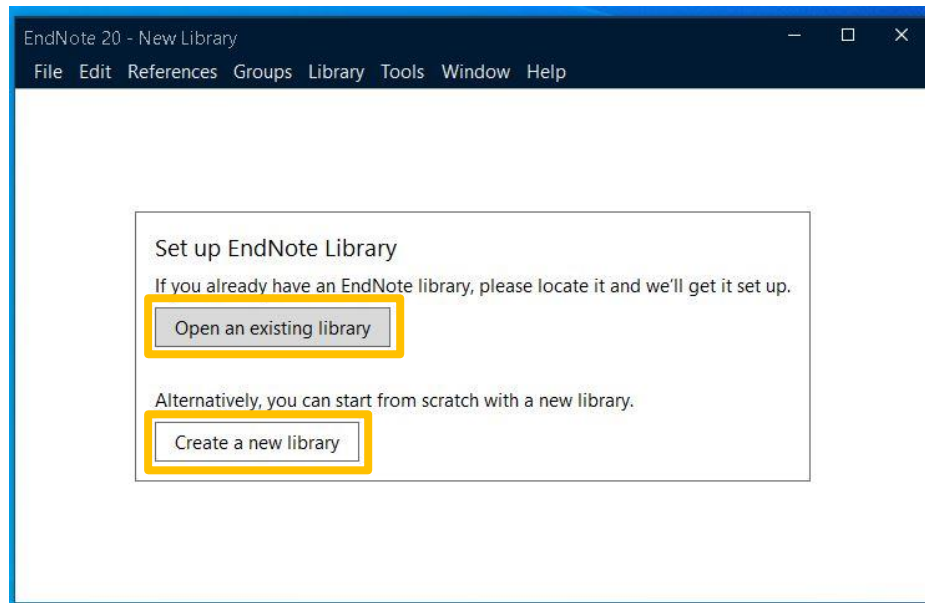 EndNote 20 - New Library
File Edit References Groups Library Tools Window Help
Set up EndNote Library
If you already have an EndNote library, please locate it and we'll get it set up.
Open an existing library
Alternatively, you can start from scratch with a new library.
Create a new library